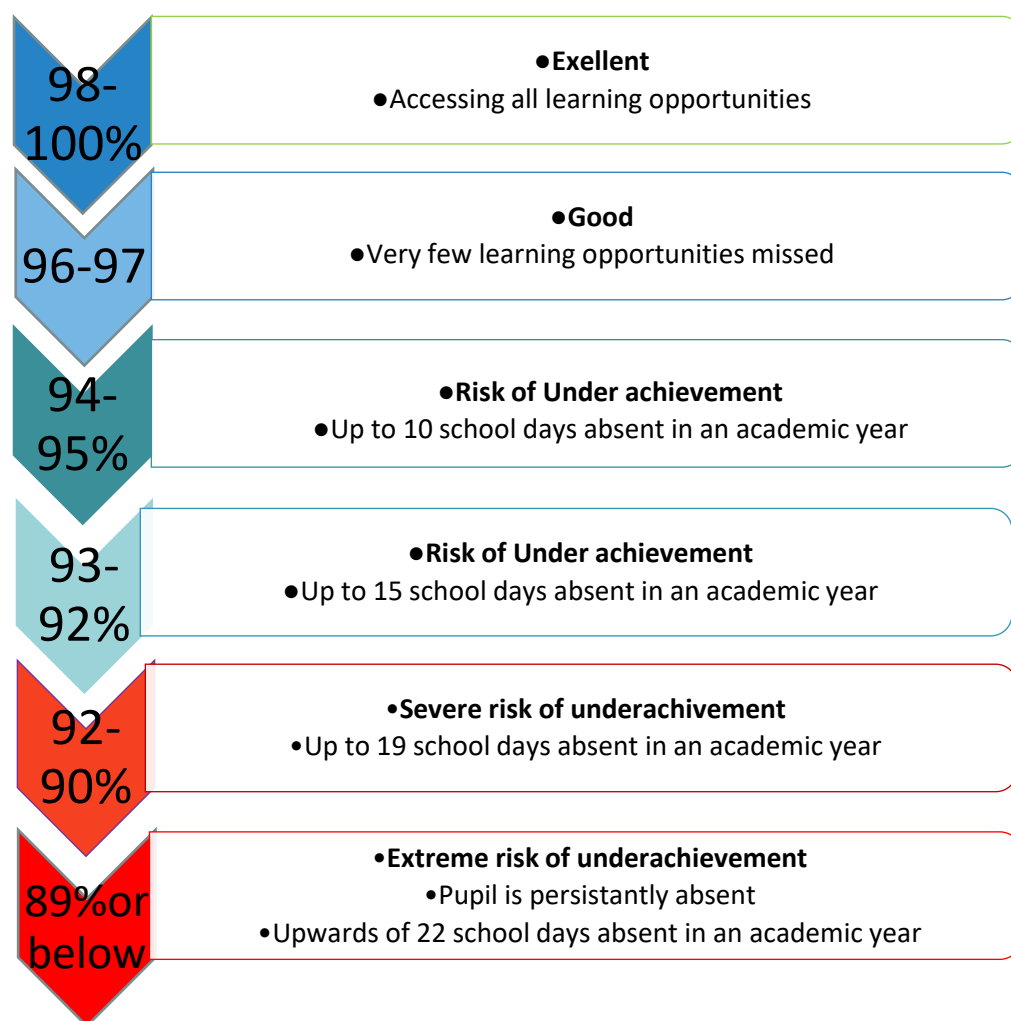 98-
100%
●Exellent
●Accessing all learning opportunities
96-97
●Good
●Very few learning opportunities missed
94-
95%
●Risk of Under achievement
●Up to 10 school days absent in an academic year
93-
92%
●Risk of Under achievement
●Up to 15 school days absent in an academic year
92-
90%
•Severe risk of underachivement
•Up to 19 school days absent in an academic year
89%or
below
•Extreme risk of underachievement
•Pupil is persistantly absent
•Upwards of 22 school days absent in an academic year